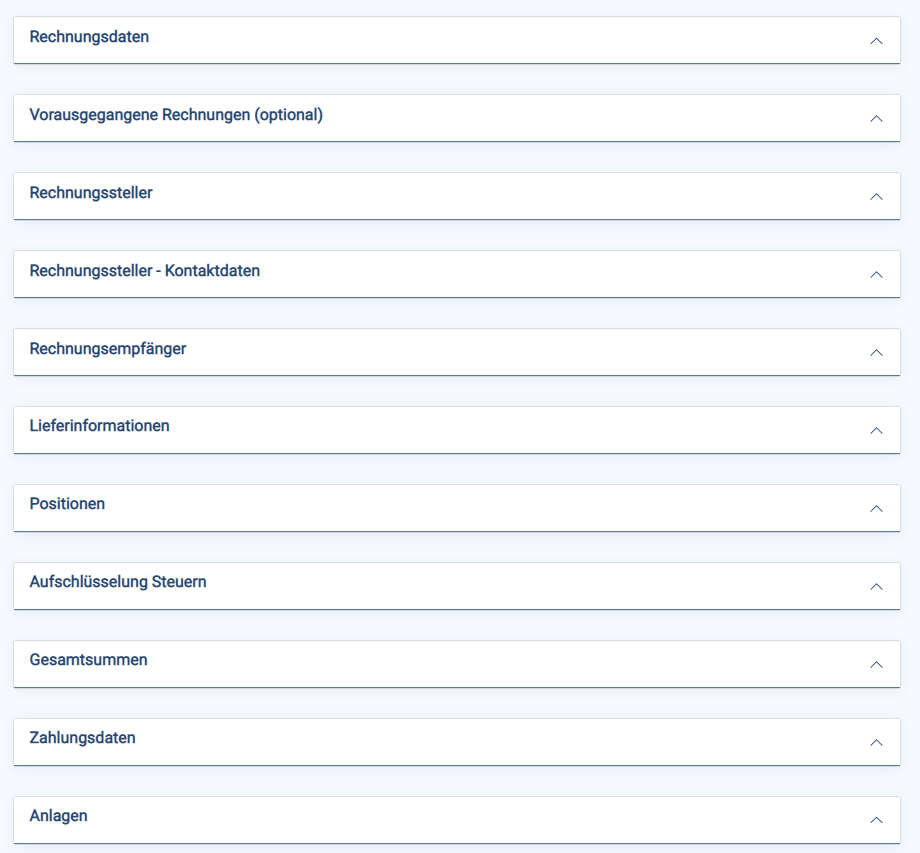 Rechnungsdaten
Vorausgegangene Rechnungen (optional)
Rechnungssteller
Rechnungssteller - Kontaktdaten
Rechnungsempfänger
Lieferinformationen
Positionen
Aufschlüsselung Steuern
Gesamtsummen
Zahlungsdaten
Anlagen